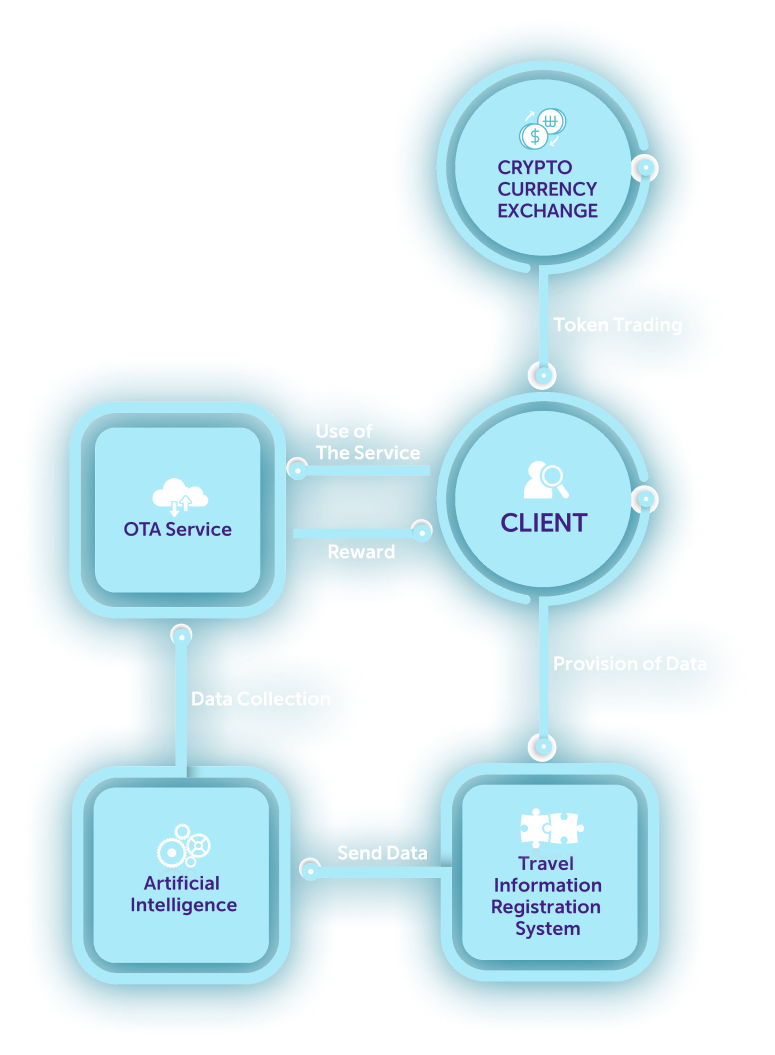 CRYPTO
CURRENCY
EXCHANGE
Token Trading
Use of
The Service
CLIENT
OTA Service
Reward
Provision of Data
Data Collection
Send Data
Artificial
Intelligence
Travel
Information
Registration
System